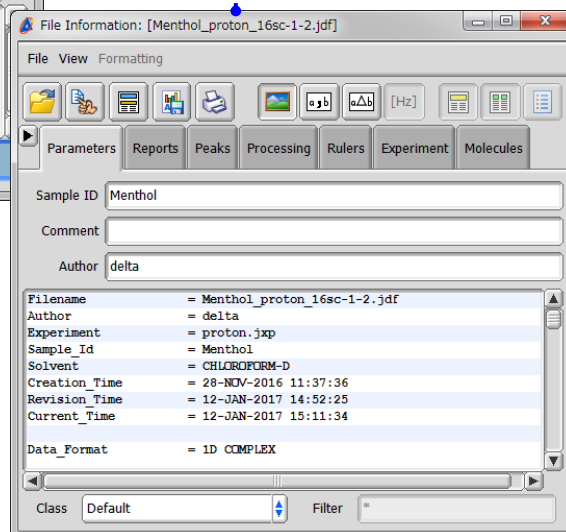 File Information: [Menthol_proton_16sc-1-2.jdf]
File View Formatting
a y b a∆b [Hz]
Parameters Reports Peaks Processing Rulers Experiment Molecules
Sample ID Menthol
Comment
Author delta
Filename = Menthol_proton_16sc-1-2.jdf
Author = delta
Experiment = proton.jxp
Sample_Id = Menthol
Solvent = CHLOROFORM-D
Creation_Time = 28-NOV-2016 11:37:36
Revision_Time = 12-JAN-2017 14:52:25
Current_Time = 12-JAN-2017 15:11:34
Data_Format = 1D COMPLEX
Class Default Filter *